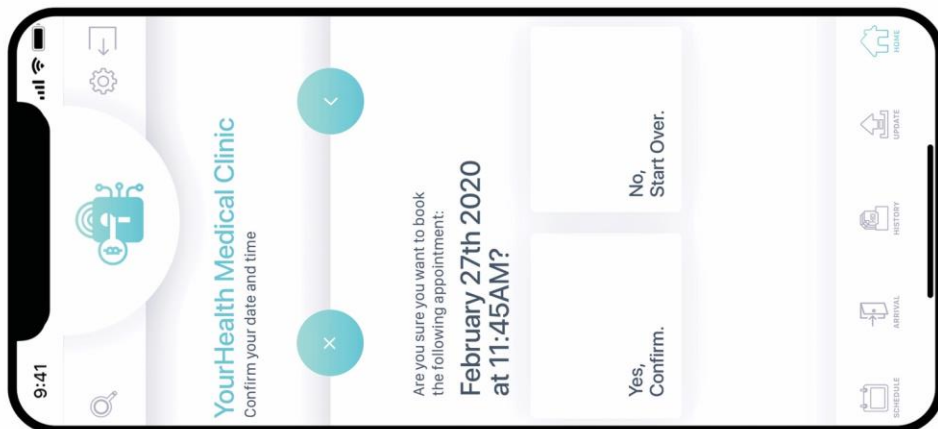 9:41
YourHealth Medical Clinic
Confirm your date and time
Are you sure you want to book
the following appointment:
February 27th 2020
at 11:45AM?
Yes,
Confirm.
No,
Start Over.
SCHEDULE
ARRIVAL
HISTORY
UPDATE
HOME